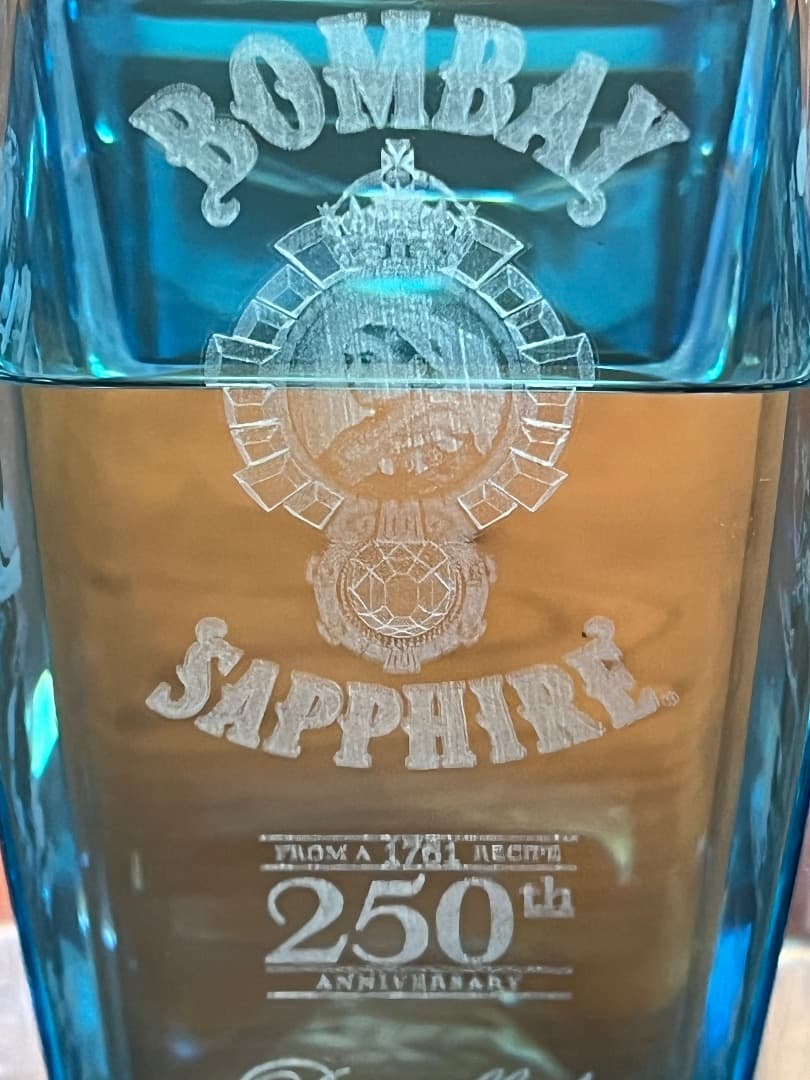 BOMBAY
SAPPHIRE®
FROM A 1761 RECIPE
250th
ANNIVERSARY